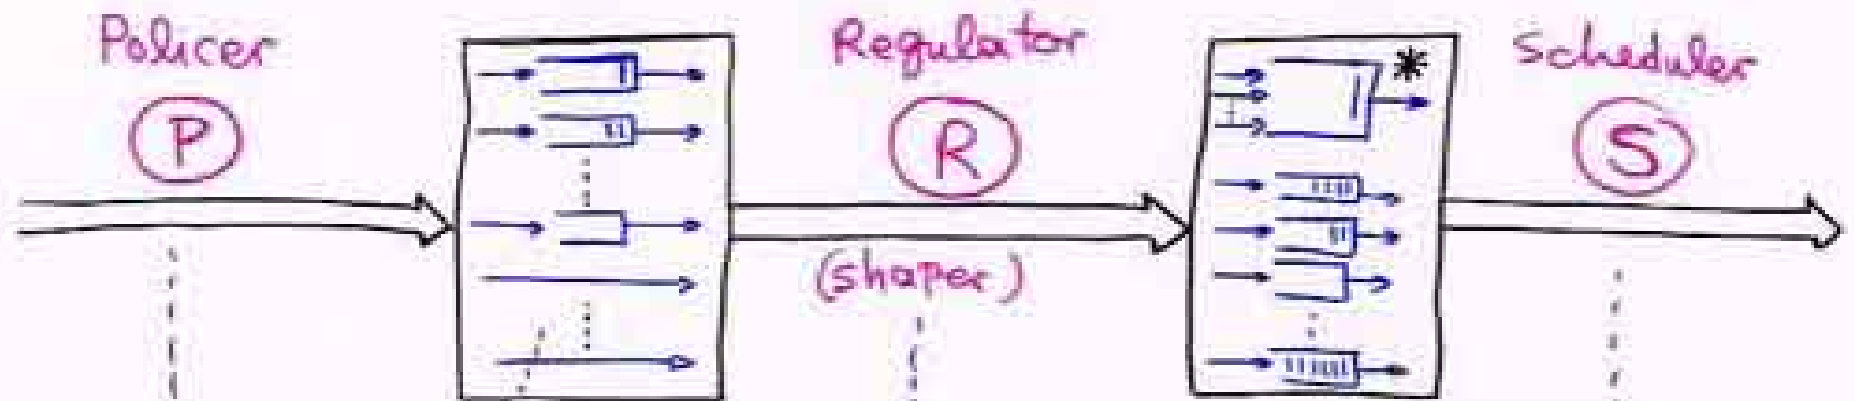 Policer
P
Regulator
R
(shaper)
*
Scheduler
S